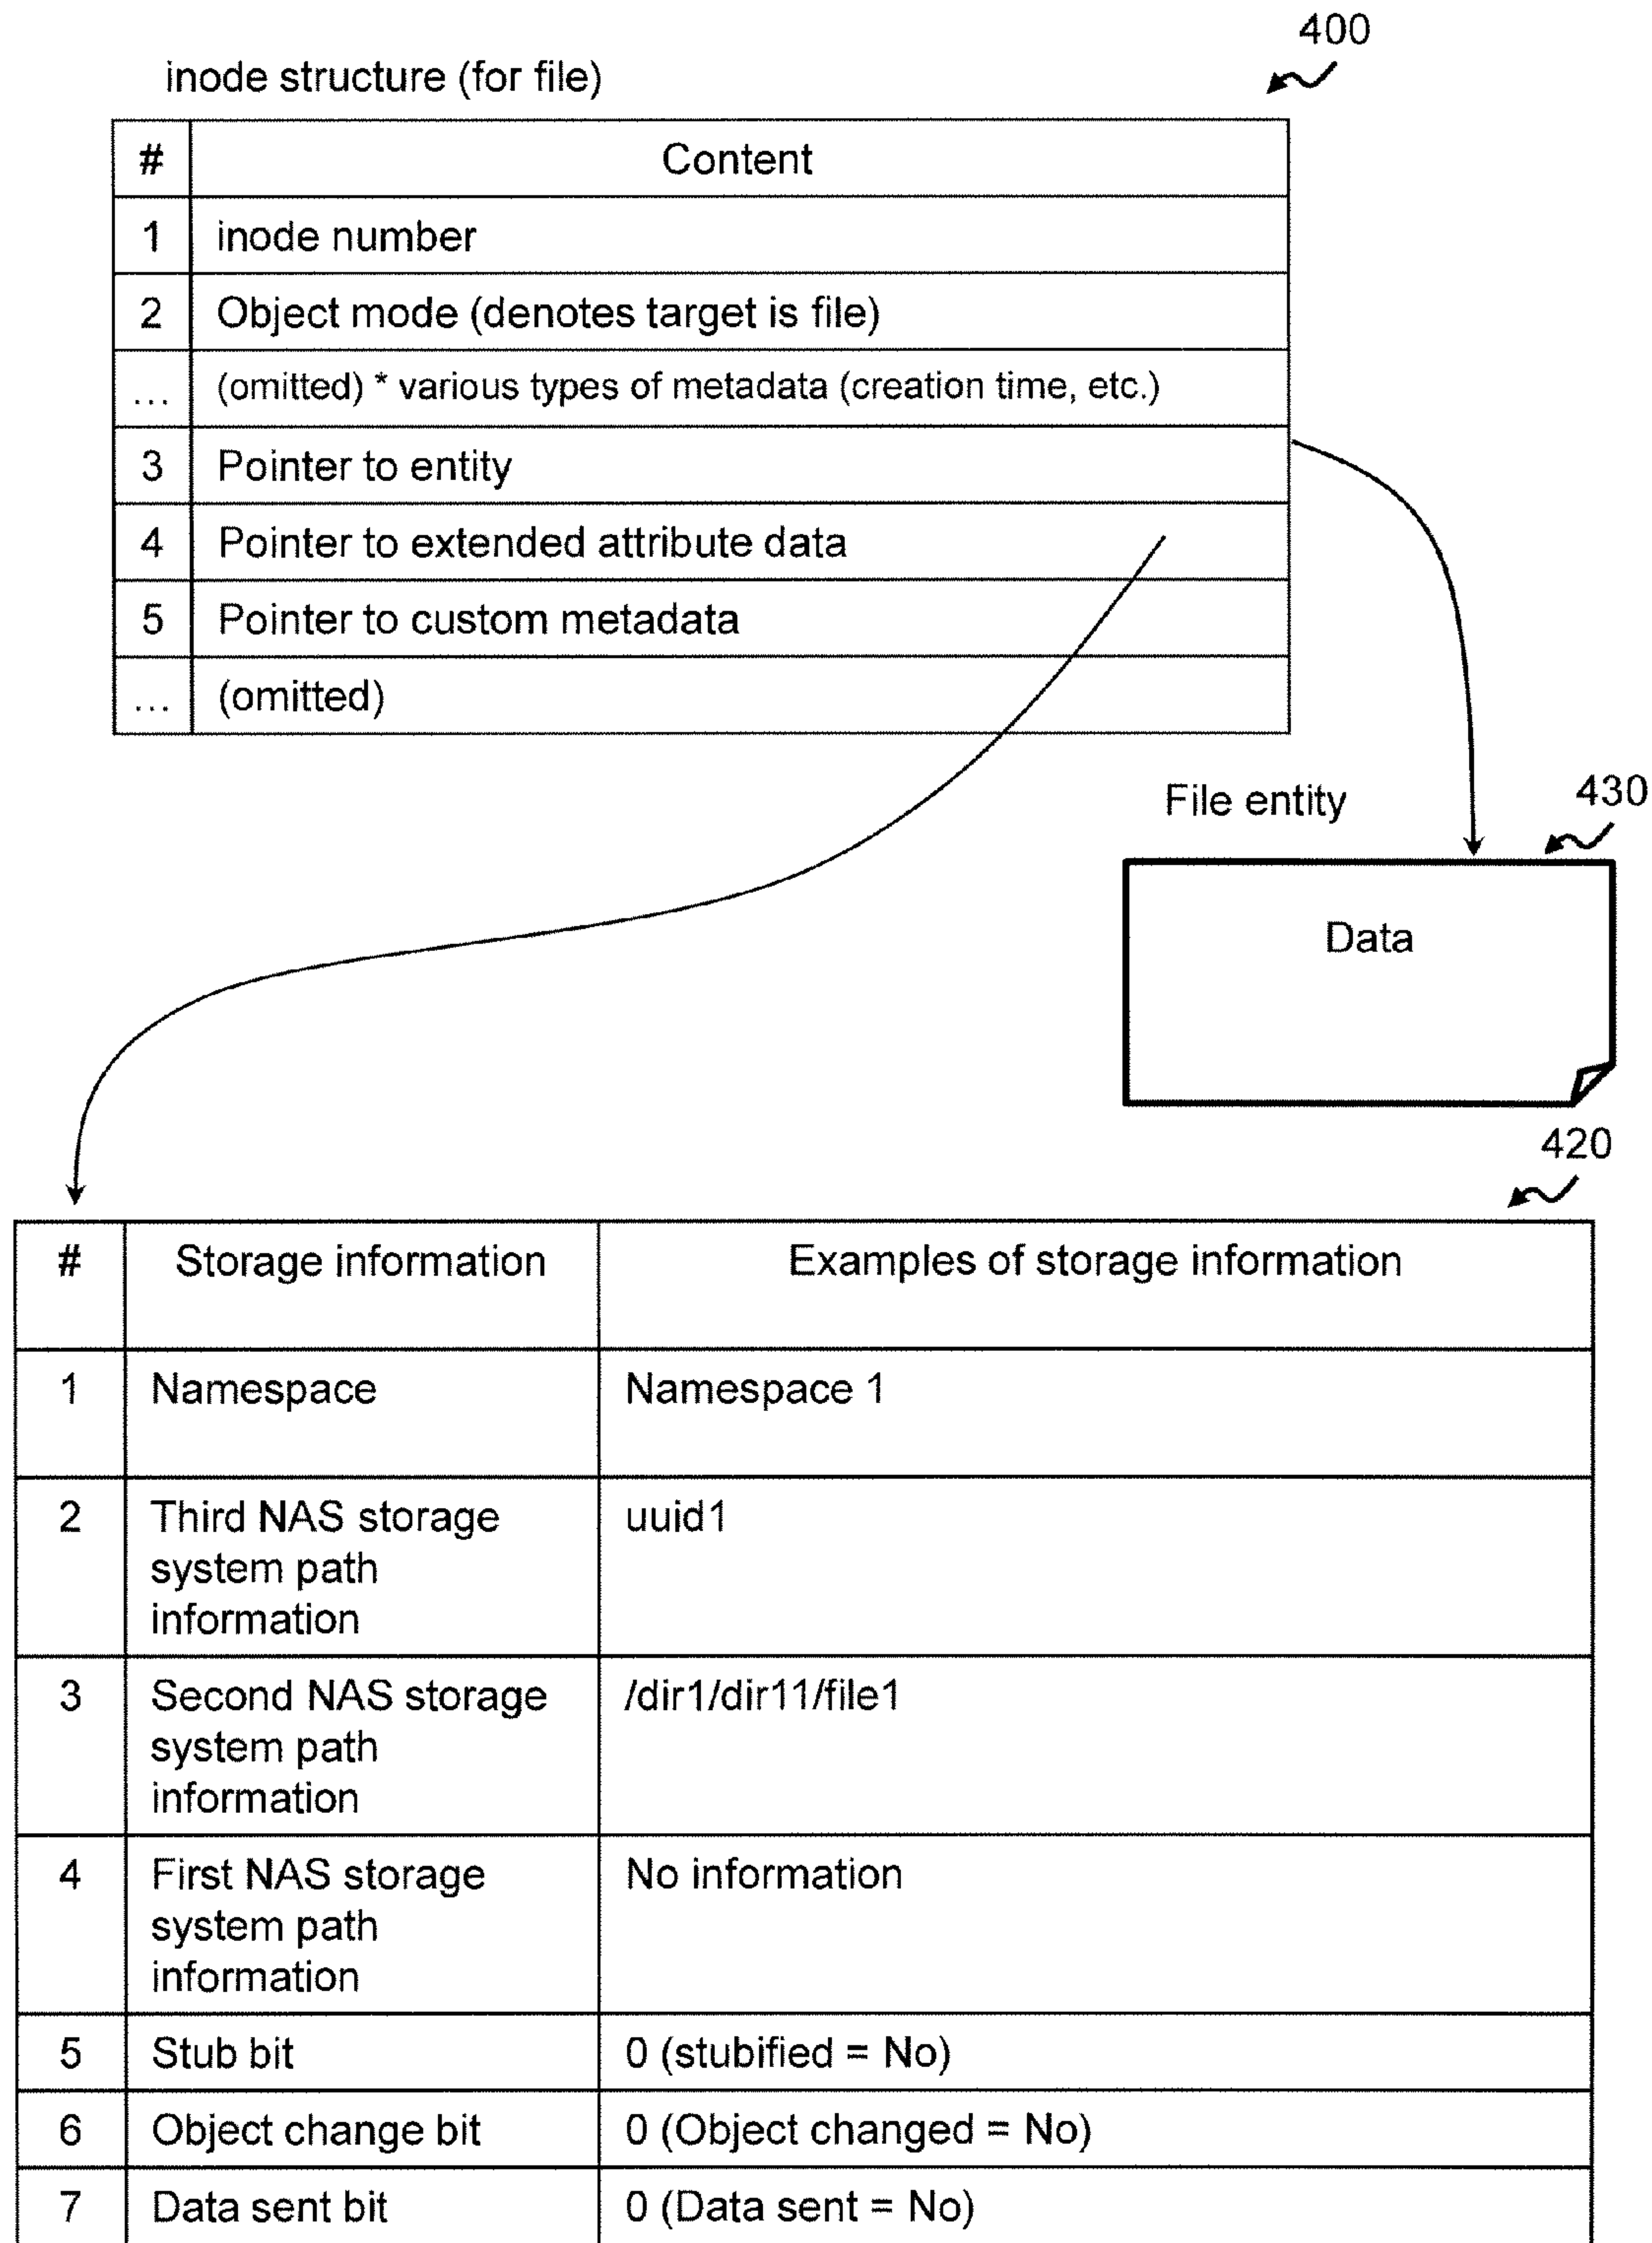 400
inode structure (for file)
# Content
1 inode number
2 Object mode (denotes target is file)
... (omitted) * various types of metadata (creation time, etc.)
3 Pointer to entity
4 Pointer to extended attribute data
5 Pointer to custom metadata
... (omitted)
File entity
430
Data
420
# Storage information Examples of storage information
1 Namespace Namespace 1
2 Third NAS storage uuid1
system path
information
3 Second NAS storage /dir1/dir11/file1
system path
information
4 First NAS storage No information
system path
information
5 Stub bit 0 (stubified = No)
6 Object change bit 0 (Object changed = No)
7 Data sent bit 0 (Data sent = No)